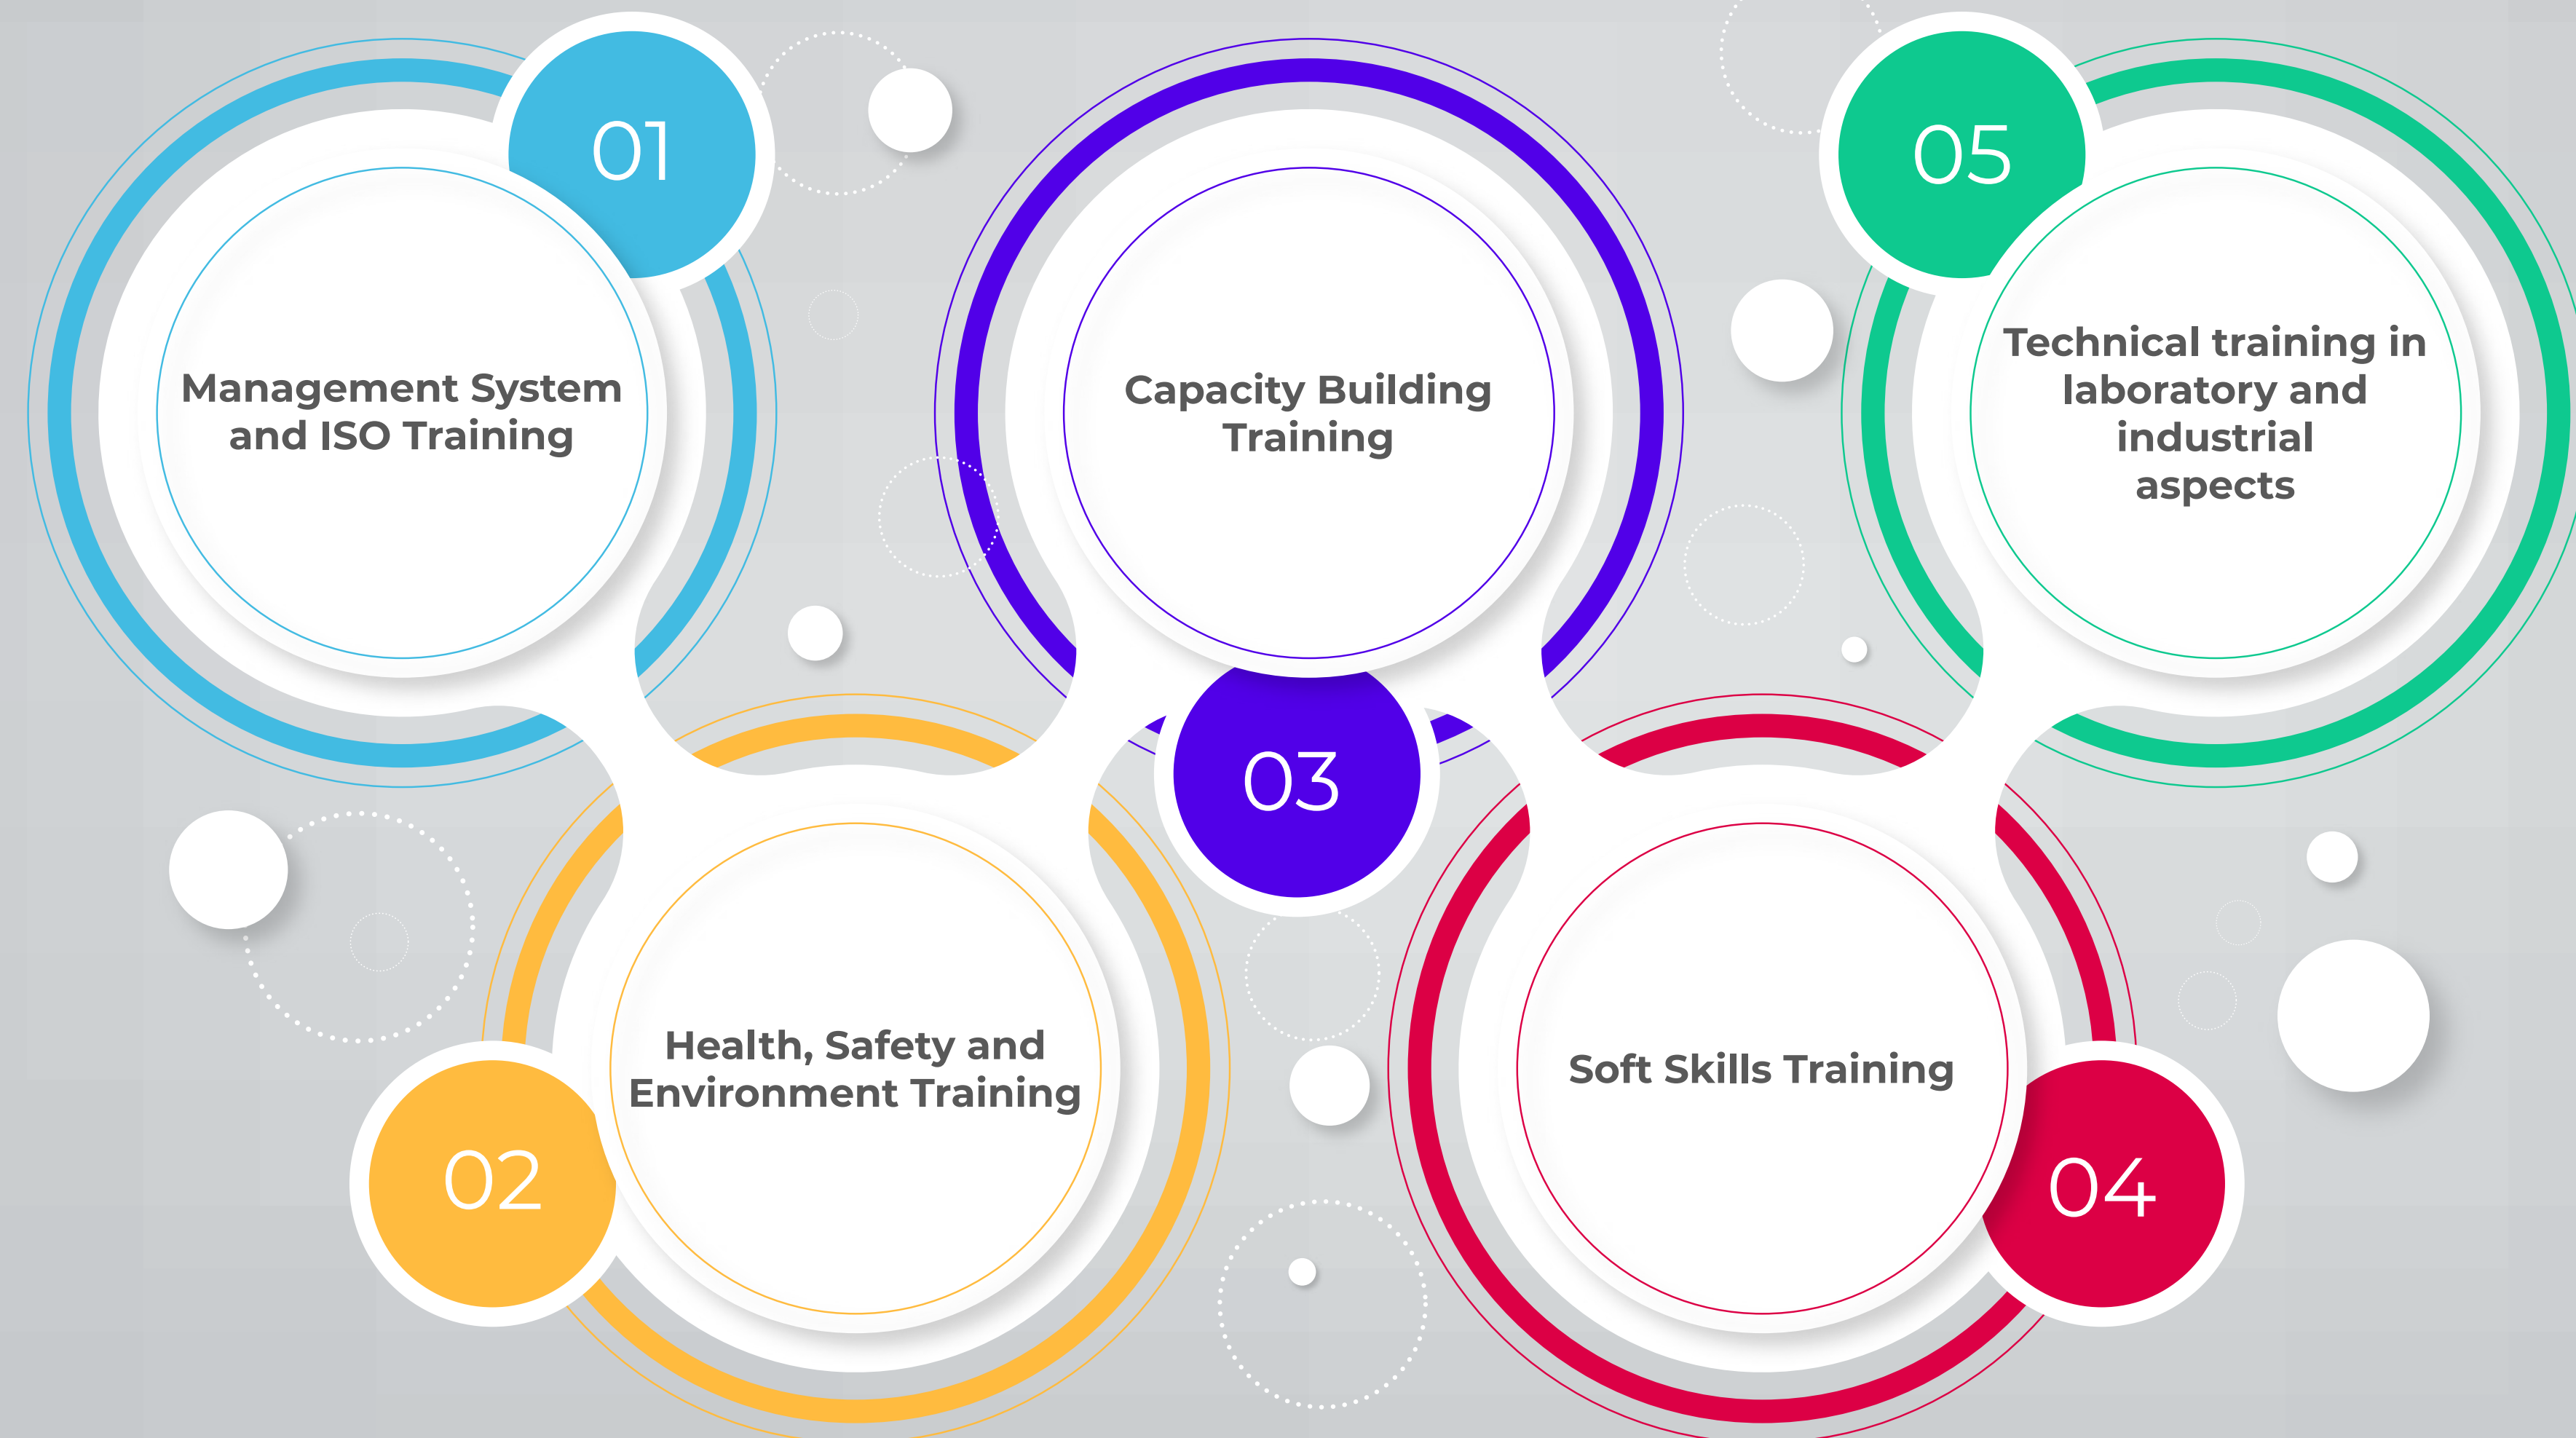 01
Management System
and ISO Training
02
Health, Safety and
Environment Training
Capacity Building
Training
03
Soft Skills Training
04
05
Technical training in
laboratory and
industrial
aspects